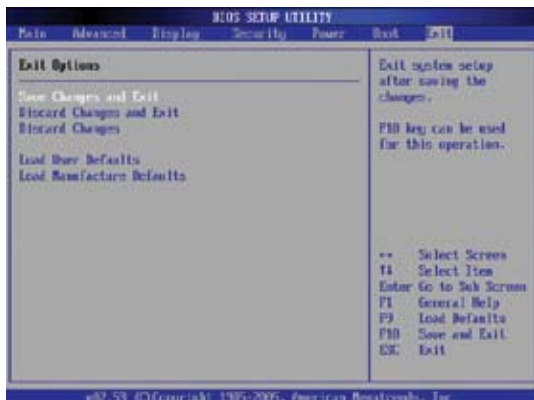 BIOS SETUP UTILITY
Main Advanced Display Security Power Boot Exit
Exit Options
Save Changes and Exit
Discard Changes and Exit
Discard Changes
Load User Defaults
Load Manufacture Defaults
Exit system setup
after saving the
changes.
F10 key can be used
for this operation.
↔ Select Screen
↑↓ Select Item
Enter Go to Sub Screen
F1 General Help
F9 Load Defaults
F10 Save and Exit
ESC Exit
v02.53 (C)Copyright 1985-2005, American Megatrends, Inc.